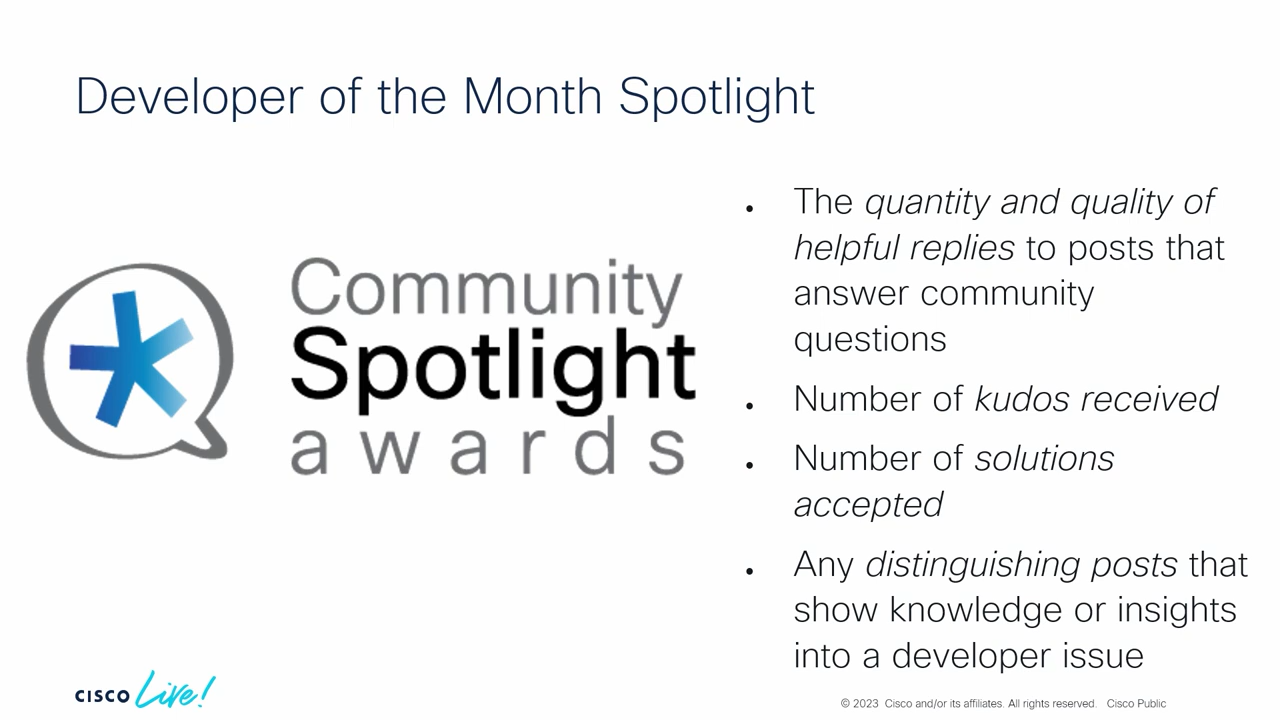 Developer of the Month Spotlight
Community
Spotlight
awards
• The quantity and quality of
helpful replies to posts that
answer community
questions
• Number of kudos received
• Number of solutions
accepted
• Any distinguishing posts that
show knowledge or insights
into a developer issue
CISCO Live!
© 2023 Cisco and/or its affiliates. All rights reserved. Cisco Public